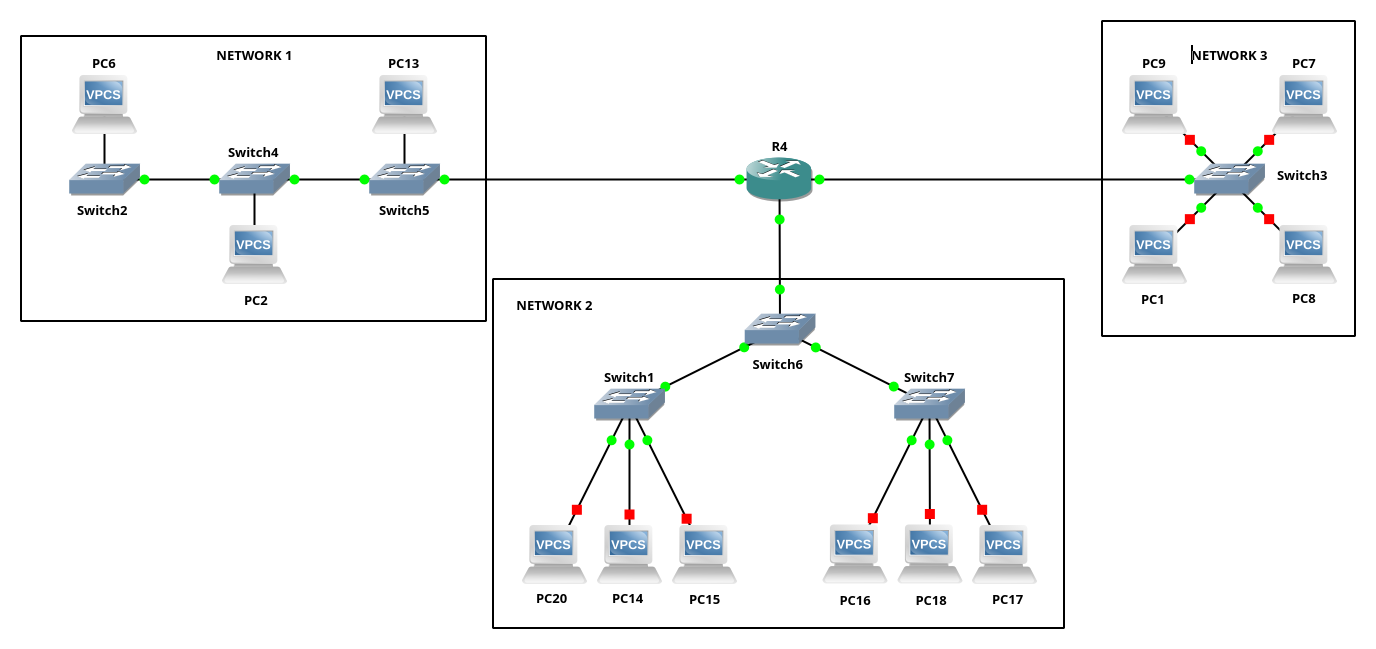 NETWORK 1
PC6
PC13
VPCS
VPCS
Switch4
Switch2
Switch5
VPCS
PC2
R4
NETWORK 3
PC9
PC7
VPCS
VPCS
Switch3
VPCS
VPCS
PC1
PC8
NETWORK 2
Switch6
Switch1
Switch7
VPCS
VPCS
VPCS
VPCS
VPCS
VPCS
PC20
PC14
PC15
PC16
PC18
PC17